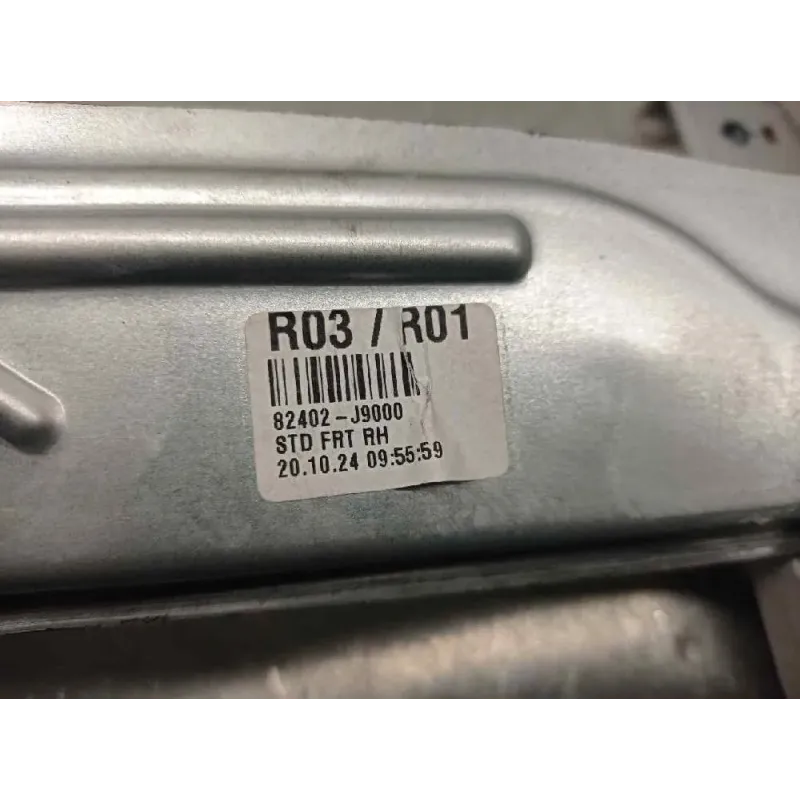 R03 / R01
82402-J9000
STD FRT RH
20.10.24 09:55:59